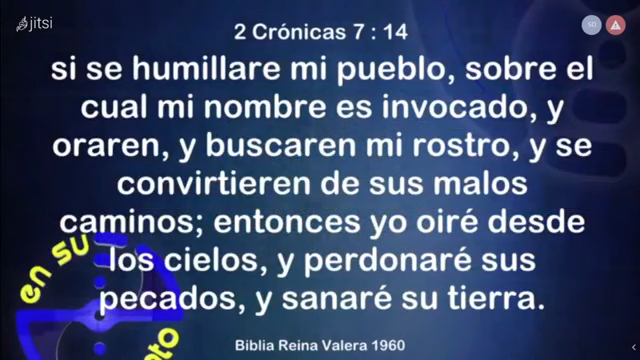 jitsi
SD
2 Crónicas 7 : 14
si se humillare mi pueblo, sobre el
cual mi nombre es invocado, y
oraren, y buscaren mi rostro, y se
convirtieren de sus malos
caminos; entonces yo oiré desde
los cielos, y perdonaré sus
pecados, y sanaré su tierra.
en su
Biblia Reina Valera 1960